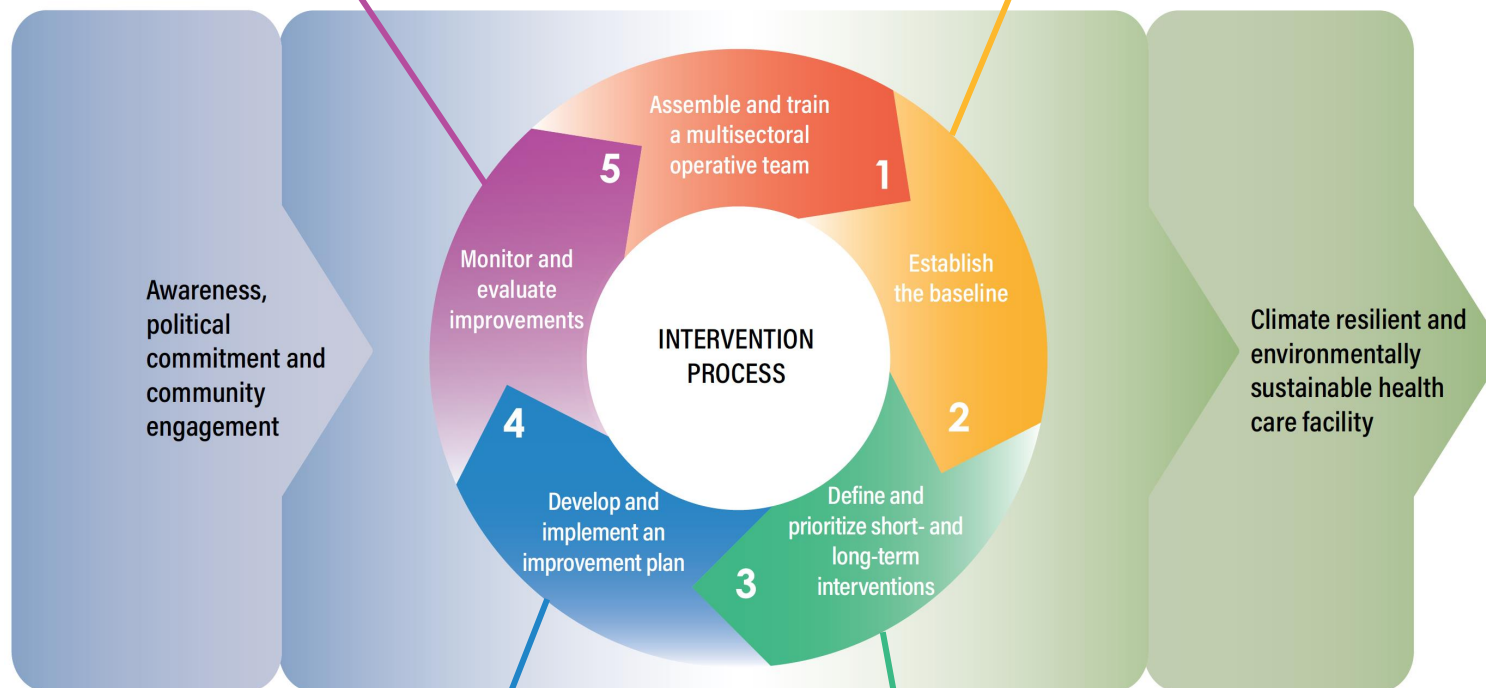 Awareness,
political
commitment and
community
engagement
INTERVENTION
PROCESS
Assemble and train
a multisectoral
operative team
1
Establish
the baseline
2
Define and
prioritize short- and
long-term
interventions
3
Develop and
implement an
improvement plan
4
Monitor and
evaluate
improvements
5
Climate resilient and
environmentally
sustainable health
care facility